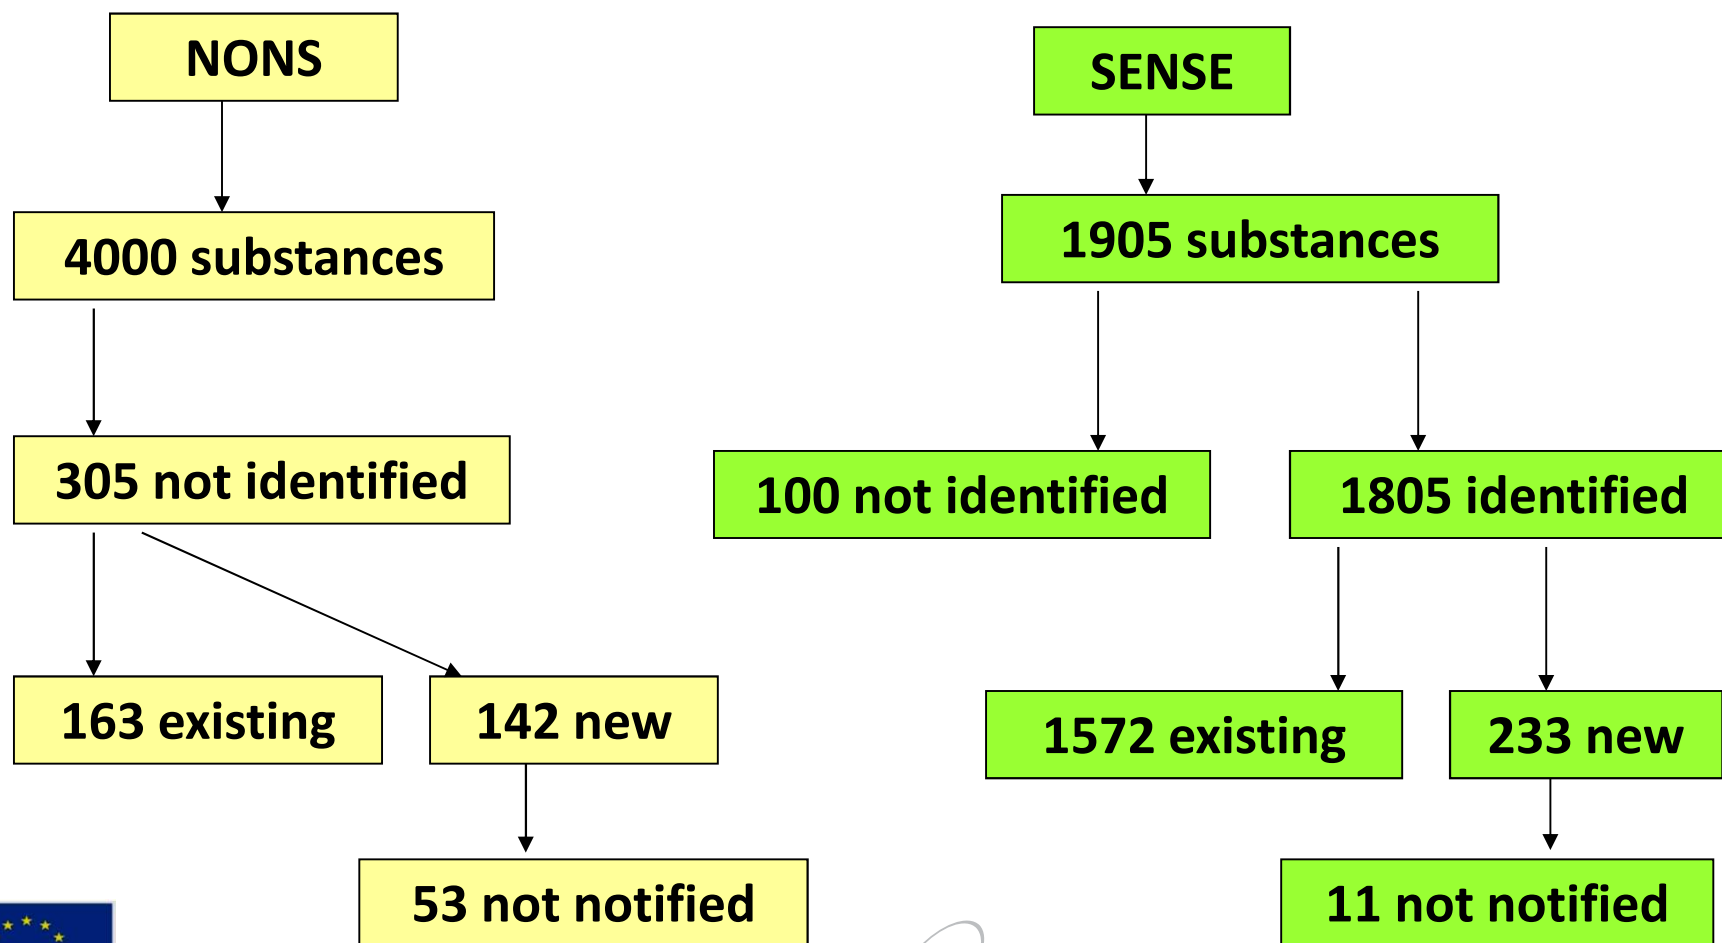 NONS
4000 substances
305 not identified
163 existing
142 new
53 not notified
SENSE
1905 substances
100 not identified
1805 identified
1572 existing
233 new
11 not notified